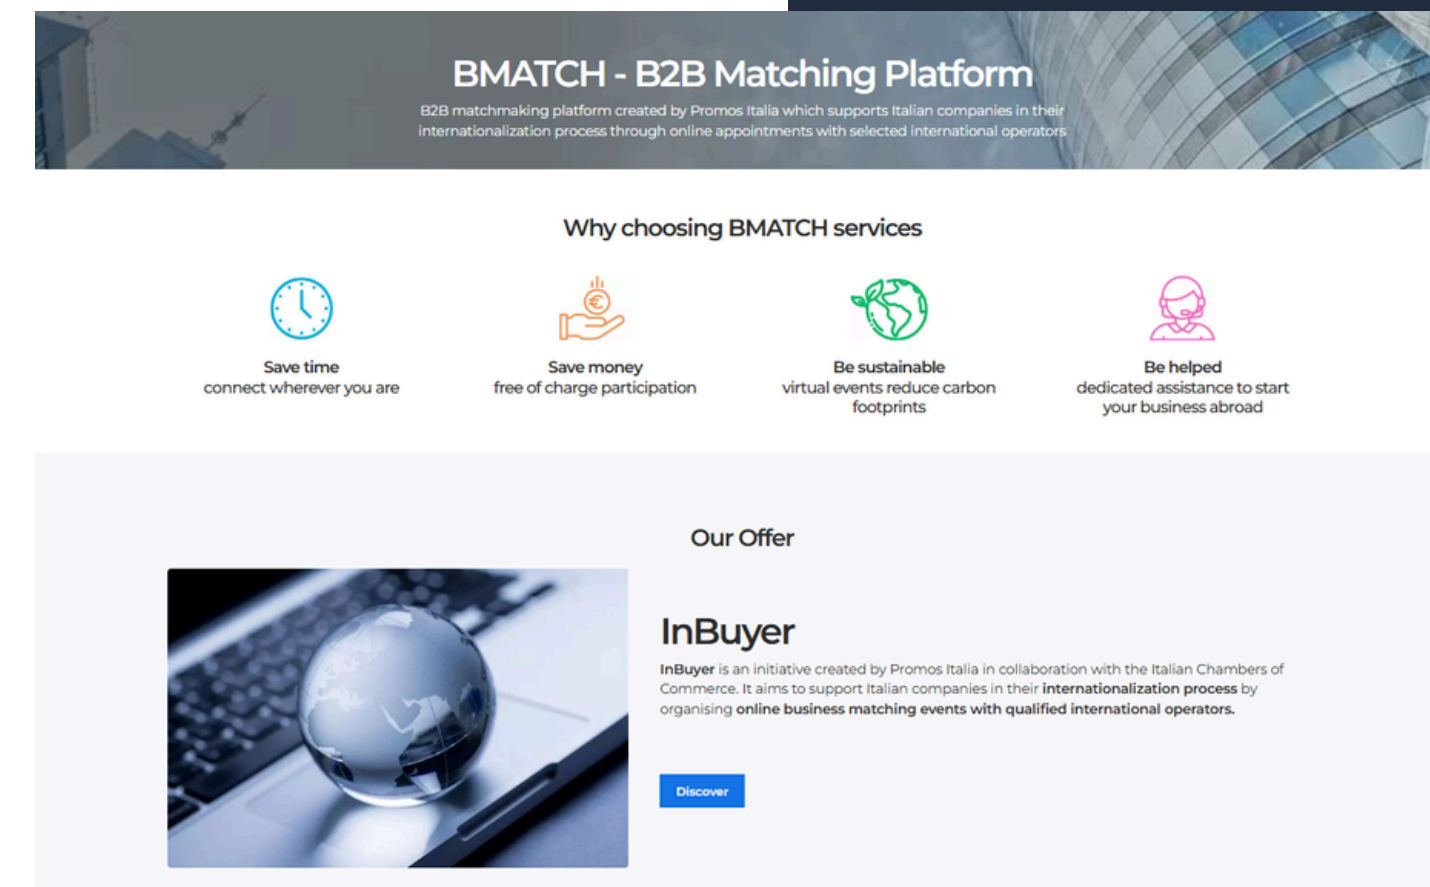 BMATCH - B2B Matching Platform
B2B matchmaking platform created by Promos Italia which supports Italian companies in their
internationalization process through online appointments with selected international operators
Why choosing BMATCH services
Save time
connect wherever you are
€
Save money
free of charge participation
Be sustainable
virtual events reduce carbon
footprints
Be helped
dedicated assistance to start
your business abroad
Our Offer
InBuyer
InBuyer is an initiative created by Promos Italia in collaboration with the Italian Chambers of
Commerce. It aims to support Italian companies in their internationalization process by
organising online business matching events with qualified international operators.
Discover